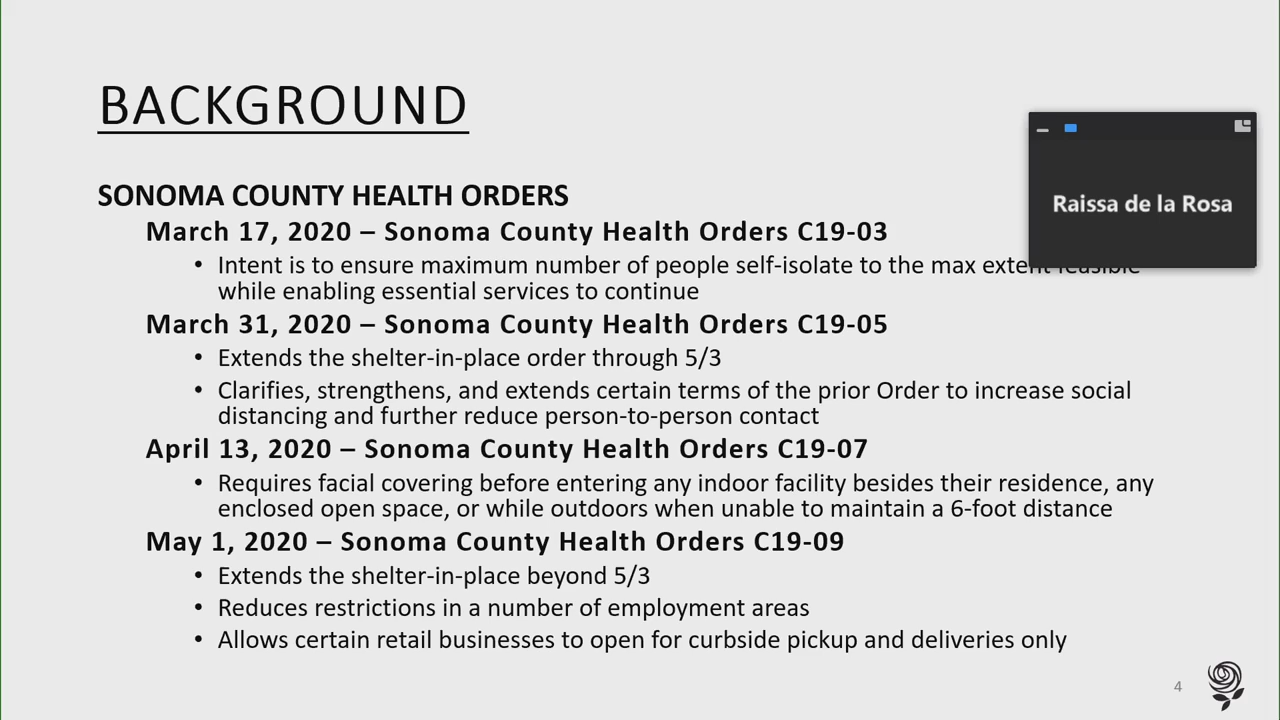 BACKGROUND
SONOMA COUNTY HEALTH ORDERS
March 17, 2020 – Sonoma County Health Orders C19-03
• Intent is to ensure maximum number of people self-isolate to the max extent feasible
while enabling essential services to continue
March 31, 2020 – Sonoma County Health Orders C19-05
• Extends the shelter-in-place order through 5/3
• Clarifies, strengthens, and extends certain terms of the prior Order to increase social
distancing and further reduce person-to-person contact
April 13, 2020 – Sonoma County Health Orders C19-07
• Requires facial covering before entering any indoor facility besides their residence, any
enclosed open space, or while outdoors when unable to maintain a 6-foot distance
May 1, 2020 – Sonoma County Health Orders C19-09
• Extends the shelter-in-place beyond 5/3
• Reduces restrictions in a number of employment areas
• Allows certain retail businesses to open for curbside pickup and deliveries only
Raissa de la Rosa
4